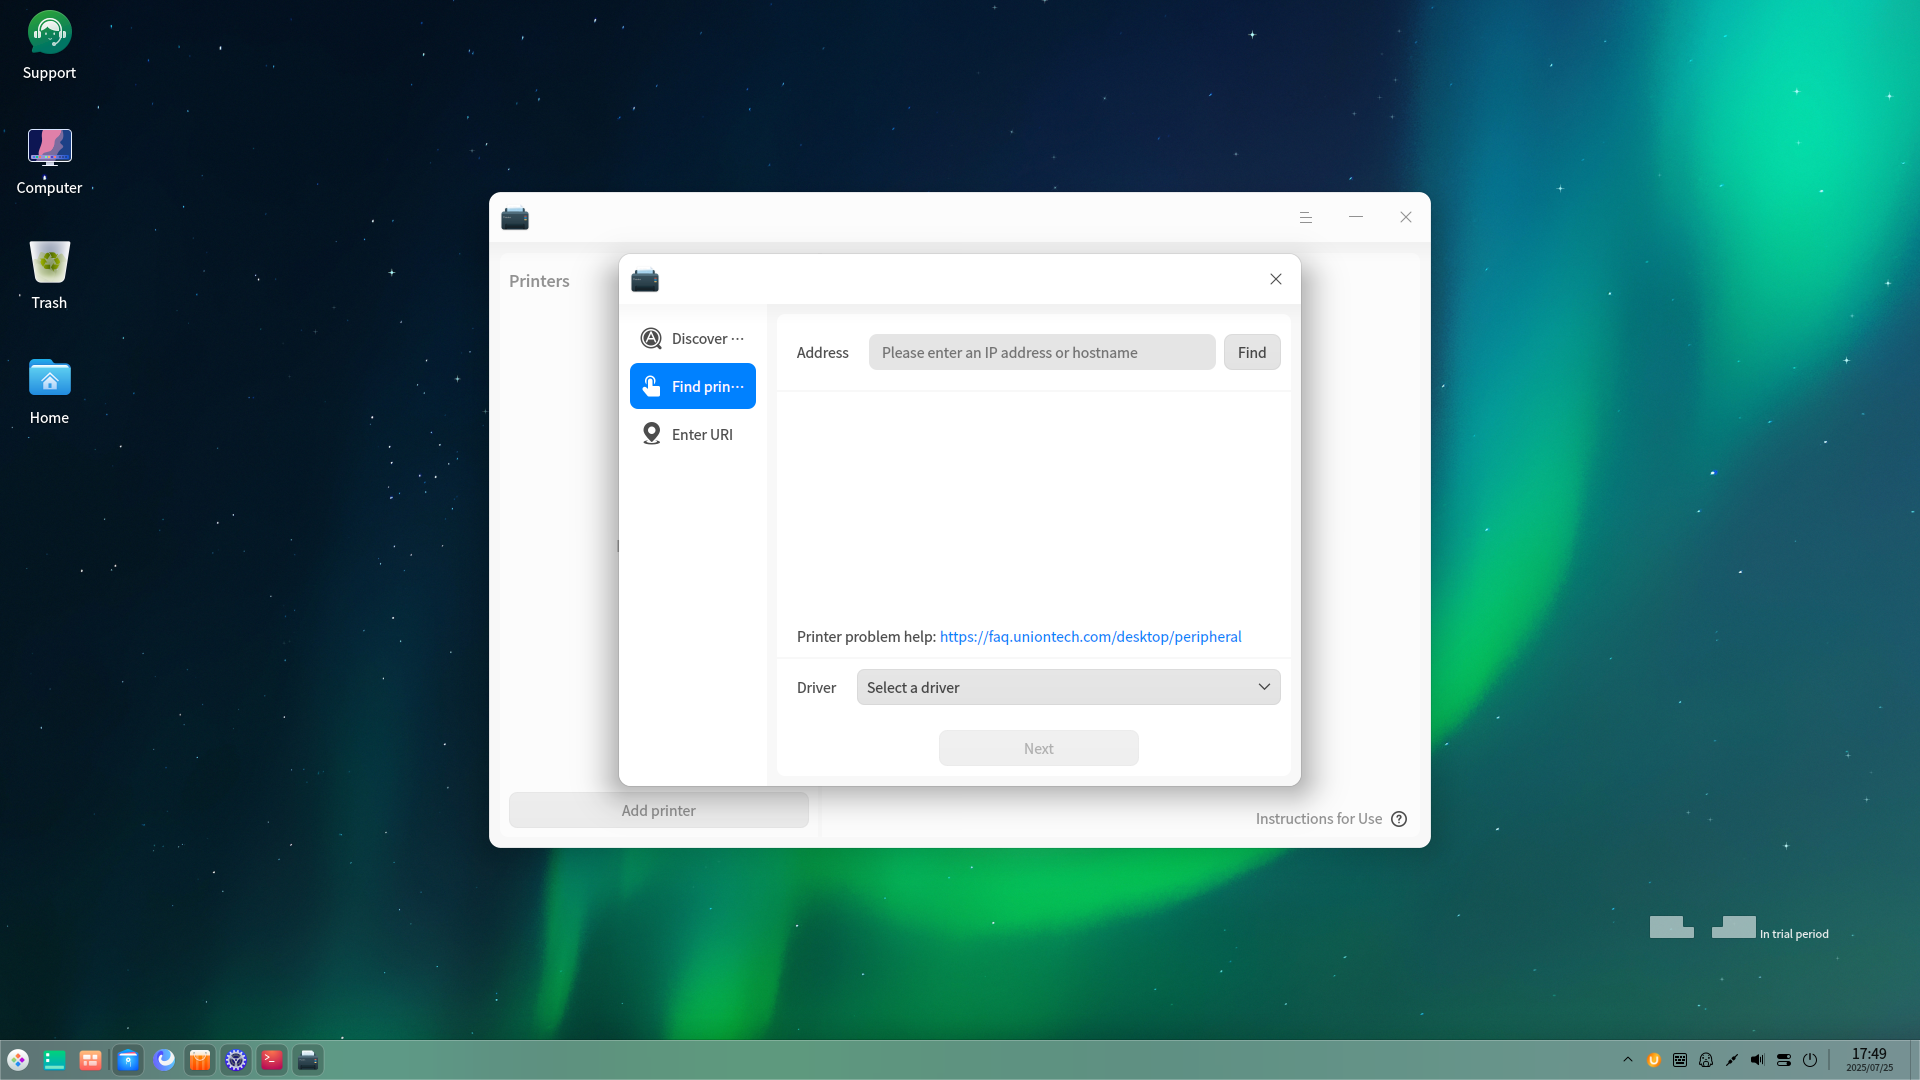 Support
Computer
Trash
Home
Printers
Discover ···
Find prin···
Enter URI
Address
Please enter an IP address or hostname
Find
Printer problem help: https://faq.uniontech.com/desktop/peripheral
Driver
Select a driver
Next
Add printer
Instructions for Use
In trial period
17:49
2025/07/25